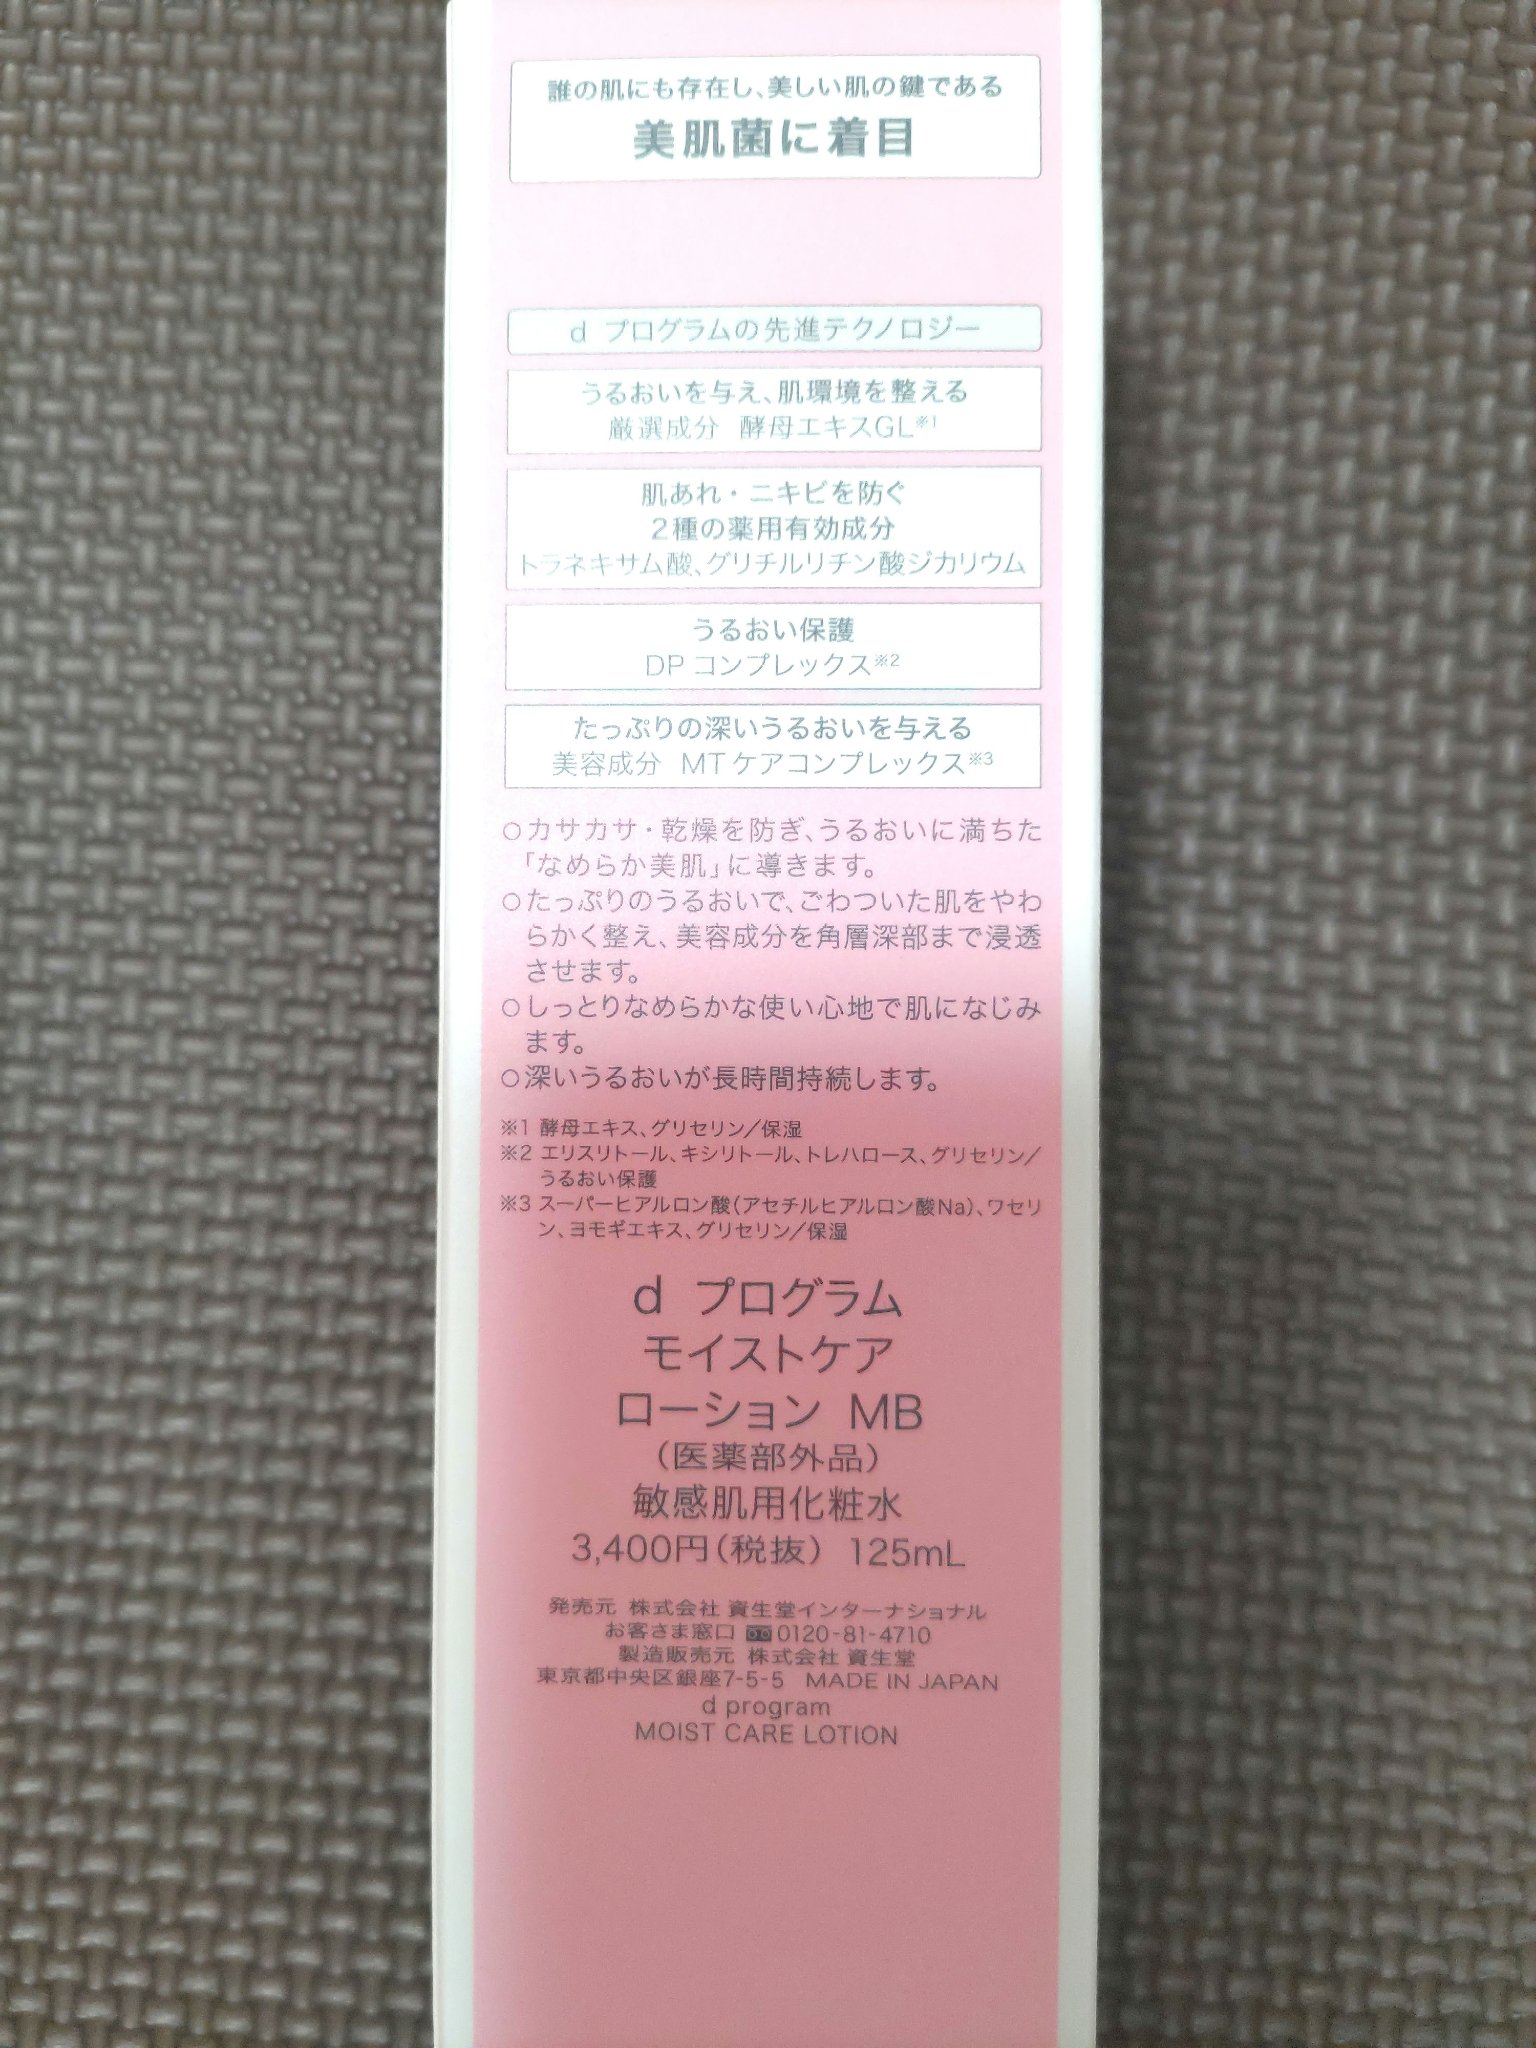 誰の肌にも存在し、美しい肌の鍵である
美肌菌に着目
d プログラムの先進テクノロジー
うるおいを与え、肌環境を整える
厳選成分 酵母エキスGL※1
肌あれ・ニキビを防ぐ
2種の薬用有効成分
トラネキサム酸、グリチルリチン酸ジカリウム
うるおい保護
DP コンプレックス※2
たっぷりの深いうるおいを与える
美容成分 MTケアコンプレックス※3
○カサカサ・乾燥を防ぎ、うるおいに満ちた
「なめらか美肌」に導きます。
○たっぷりのうるおいで、ごわついた肌をやわ
らかく整え、美容成分を角層深部まで浸透
させます。
○しっとりなめらかな使い心地で肌になじみ
ます。
○深いうるおいが長時間持続します。
※1 酵母エキス、グリセリン/保湿
※2 エリスリトール、キシリトール、トレハロース、グリセリン/
うるおい保護
※3 スーパーヒアルロン酸(アセチルヒアルロン酸Na)、ワセリ
ン、ヨモギエキス、グリセリン/保湿
d プログラム
モイストケア
ローション MB
(医薬部外品)
敏感肌用化粧水
3,400円(税抜) 125mL
発売元 株式会社 資生堂インターナショナル
お客さま窓口 0120-81-4710
製造販売元 株式会社 資生堂
東京都中央区銀座7-5-5 MADE IN JAPAN
d program
MOIST CARE LOTION